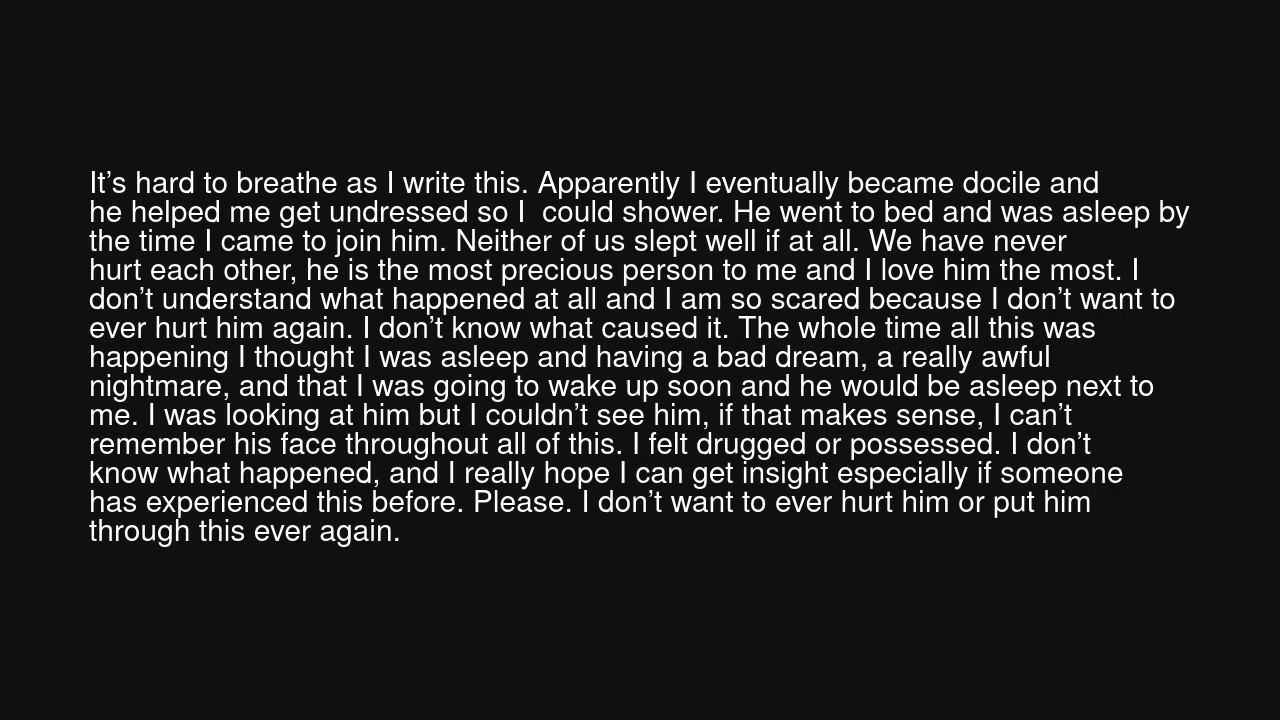 It’s hard to breathe as I write this. Apparently I eventually became docile and
he helped me get undressed so I  could shower. He went to bed and was asleep by
the time I came to join him. Neither of us slept well if at all. We have never
hurt each other, he is the most precious person to me and I love him the most. I
don’t understand what happened at all and I am so scared because I don’t want to
ever hurt him again. I don’t know what caused it. The whole time all this was
happening I thought I was asleep and having a bad dream, a really awful
nightmare, and that I was going to wake up soon and he would be asleep next to
me. I was looking at him but I couldn’t see him, if that makes sense, I can’t
remember his face throughout all of this. I felt drugged or possessed. I don’t
know what happened, and I really hope I can get insight especially if someone
has experienced this before. Please. I don’t want to ever hurt him or put him
through this ever again.